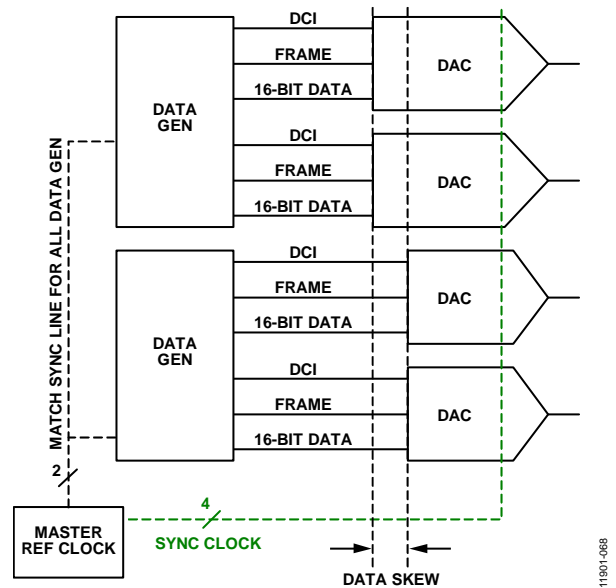 DCI
FRAME
16-BIT DATA
DAC
DATA
GEN
DCI
FRAME
16-BIT DATA
DAC
MATCH SYNC LINE FOR ALL DATA GEN
DCI
FRAME
16-BIT DATA
DAC
DATA
GEN
DCI
FRAME
16-BIT DATA
DAC
2
4
MASTER
REF CLOCK
SYNC CLOCK
DATA SKEW
11901-068